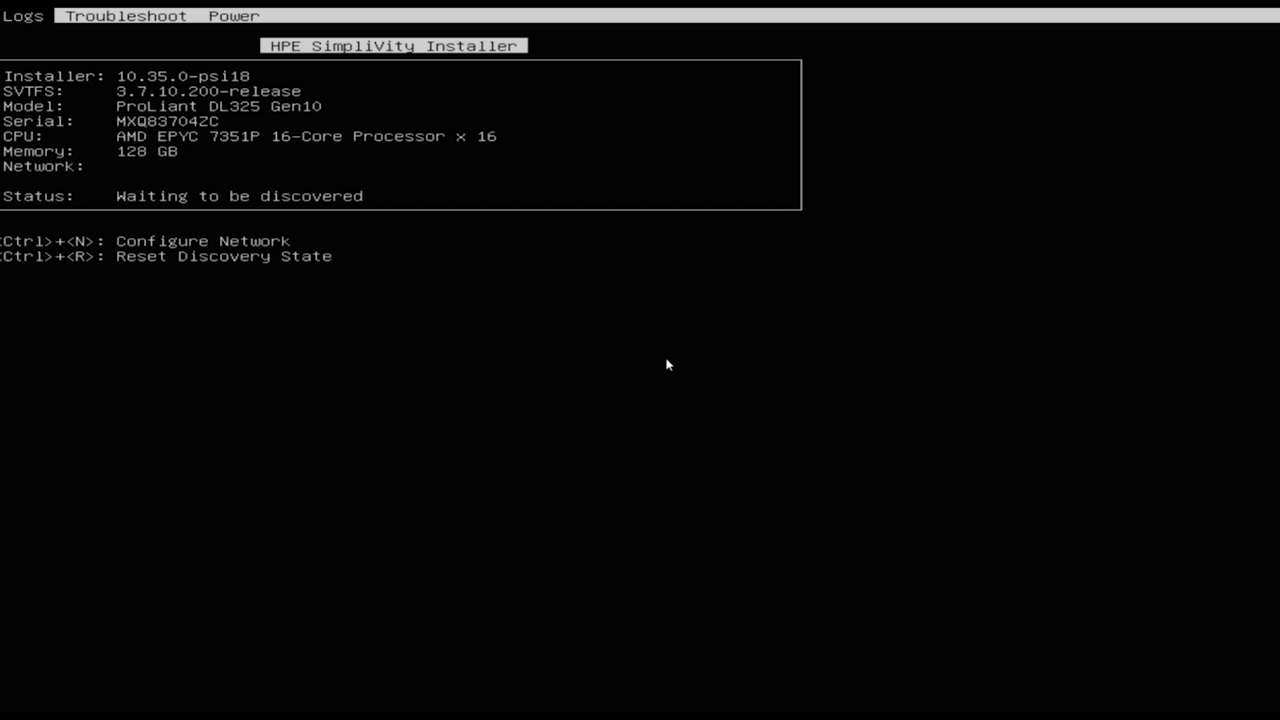 Logs Troubleshoot Power
HPE SimpliVity Installer
Installer: 10.35.0-psi18
SVTFS: 3.7.10.200-release
Model: ProLiant DL325 Gen10
Serial: MXQ83704ZC
CPU: AMD EPYC 7351P 16-Core Processor x 16
Memory: 128 GB
Network:
Status: Waiting to be discovered
<Ctrl>+<N>: Configure Network
<Ctrl>+<R>: Reset Discovery State